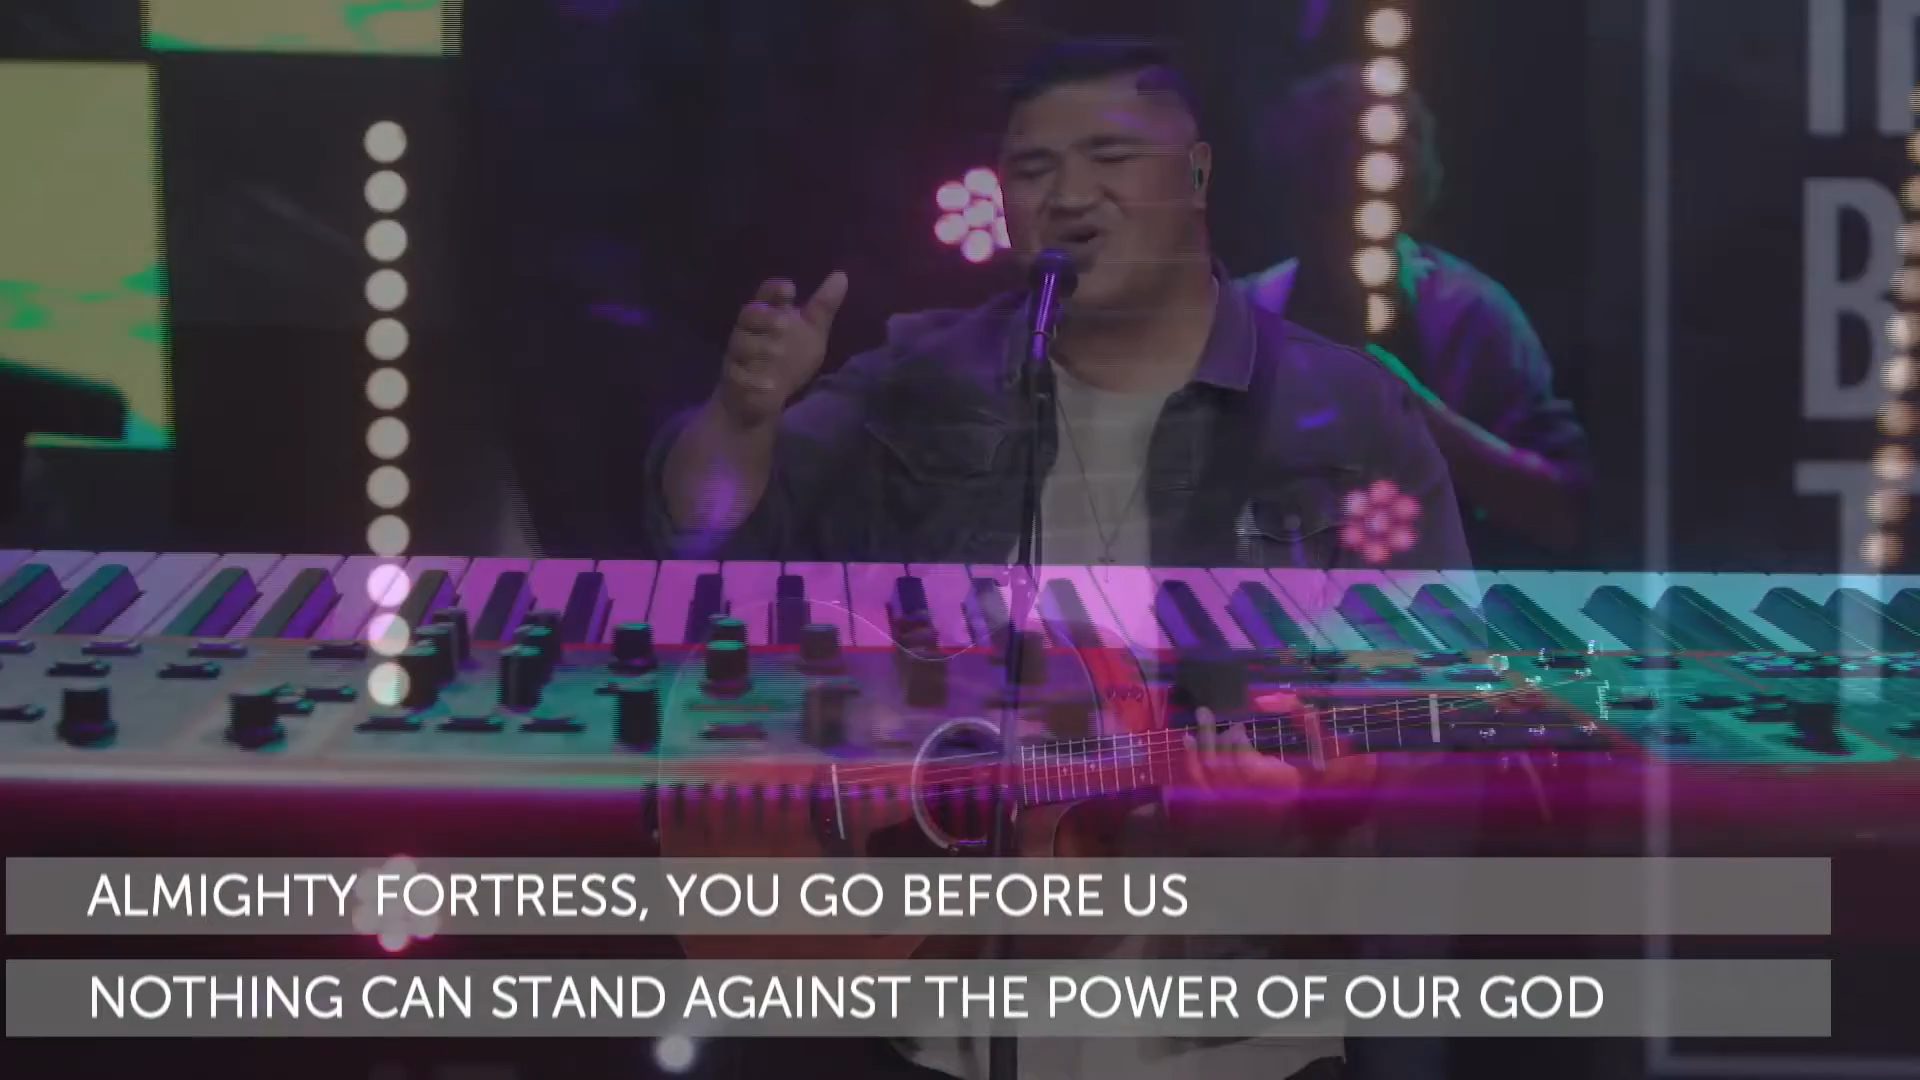 ALMIGHTY FORTRESS, YOU GO BEFORE US
NOTHING CAN STAND AGAINST THE POWER OF OUR GOD